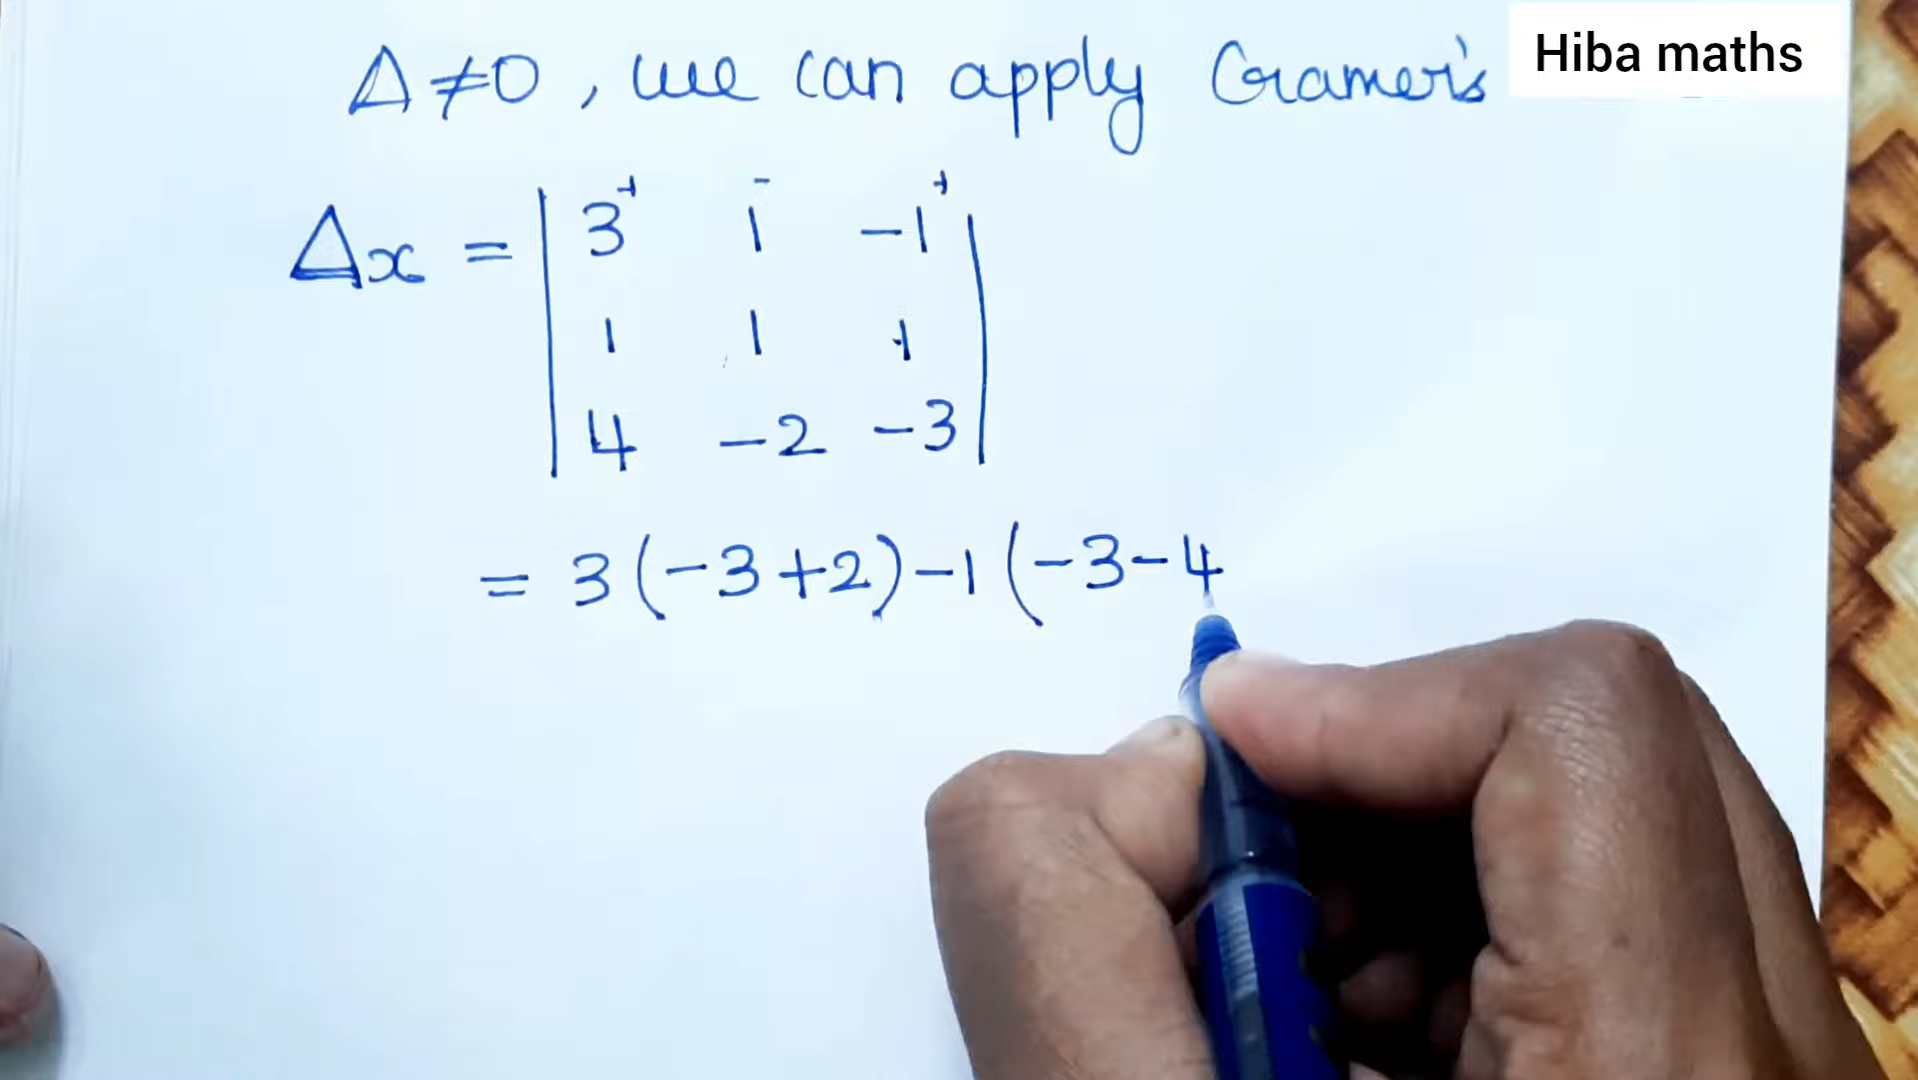 Δ ≠ 0 , we can apply Cramer's
Hiba maths
+ - +
Δx = | 3 1 -1 |
| 1 1 1 |
| 4 -2 -3 |
= 3 (-3+2) -1 (-3-4